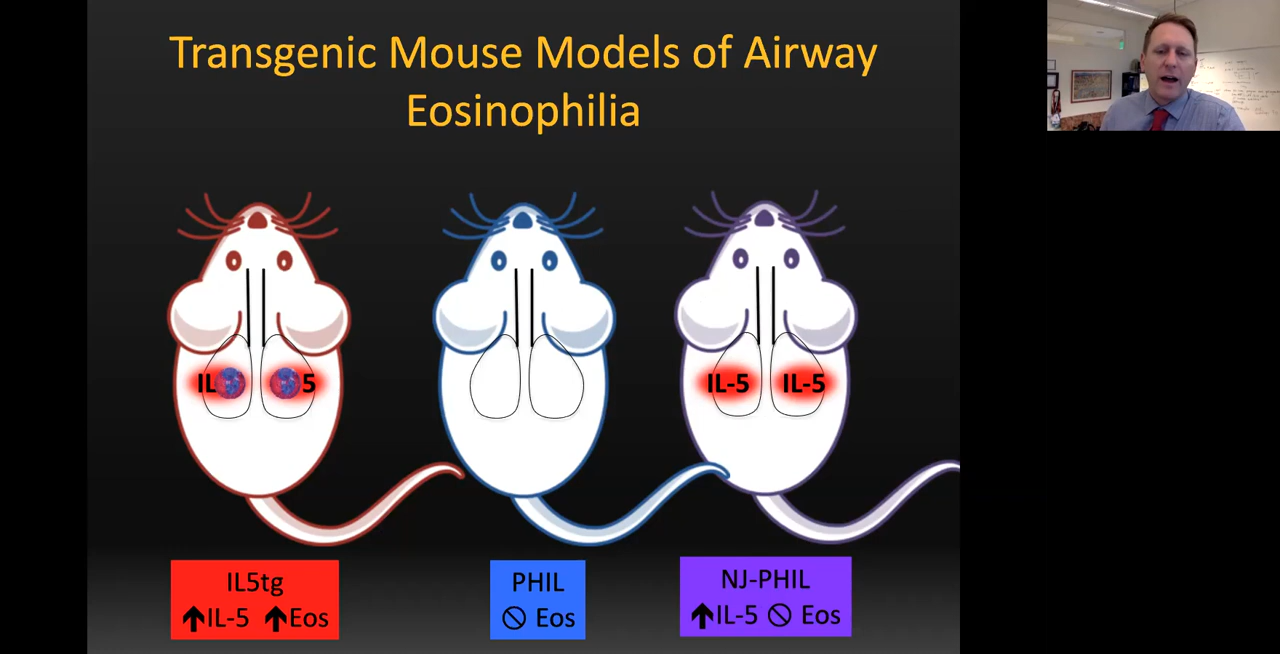 Transgenic Mouse Models of Airway
Eosinophilia
IL 5
IL-5 IL-5
IL5tg
↑IL-5 ↑Eos
PHIL
🛇 Eos
NJ-PHIL
↑IL-5 🛇 Eos